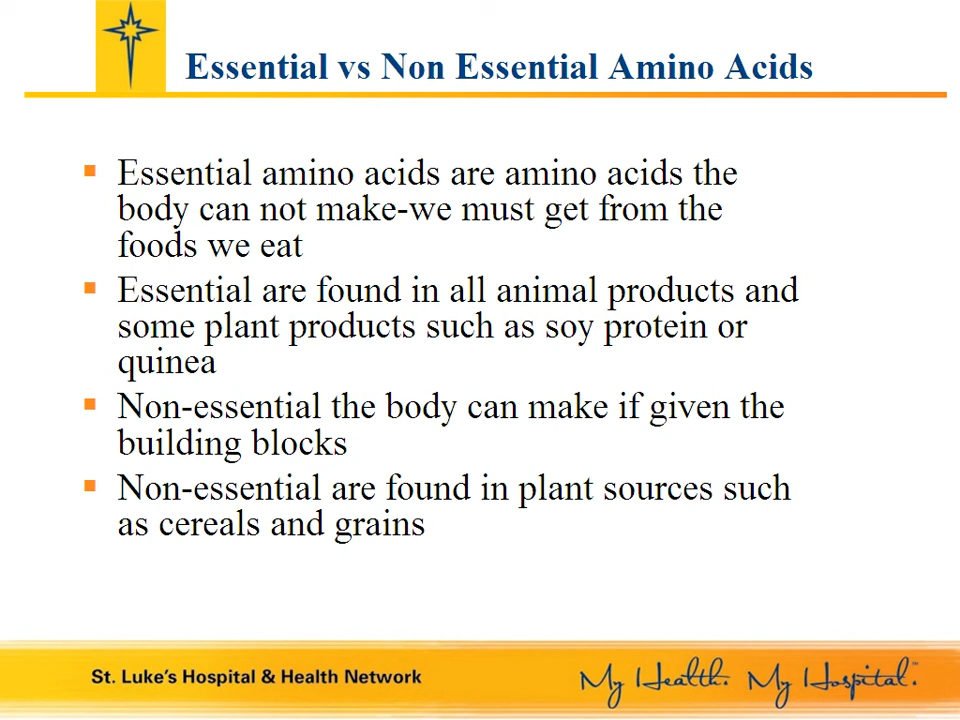 Essential vs Non Essential Amino Acids
Essential amino acids are amino acids the
body can not make-we must get from the
foods we eat
Essential are found in all animal products and
some plant products such as soy protein or
quinea
Non-essential the body can make if given the
building blocks
Non-essential are found in plant sources such
as cereals and grains
St. Luke's Hospital & Health Network
My Health. My Hospital.™